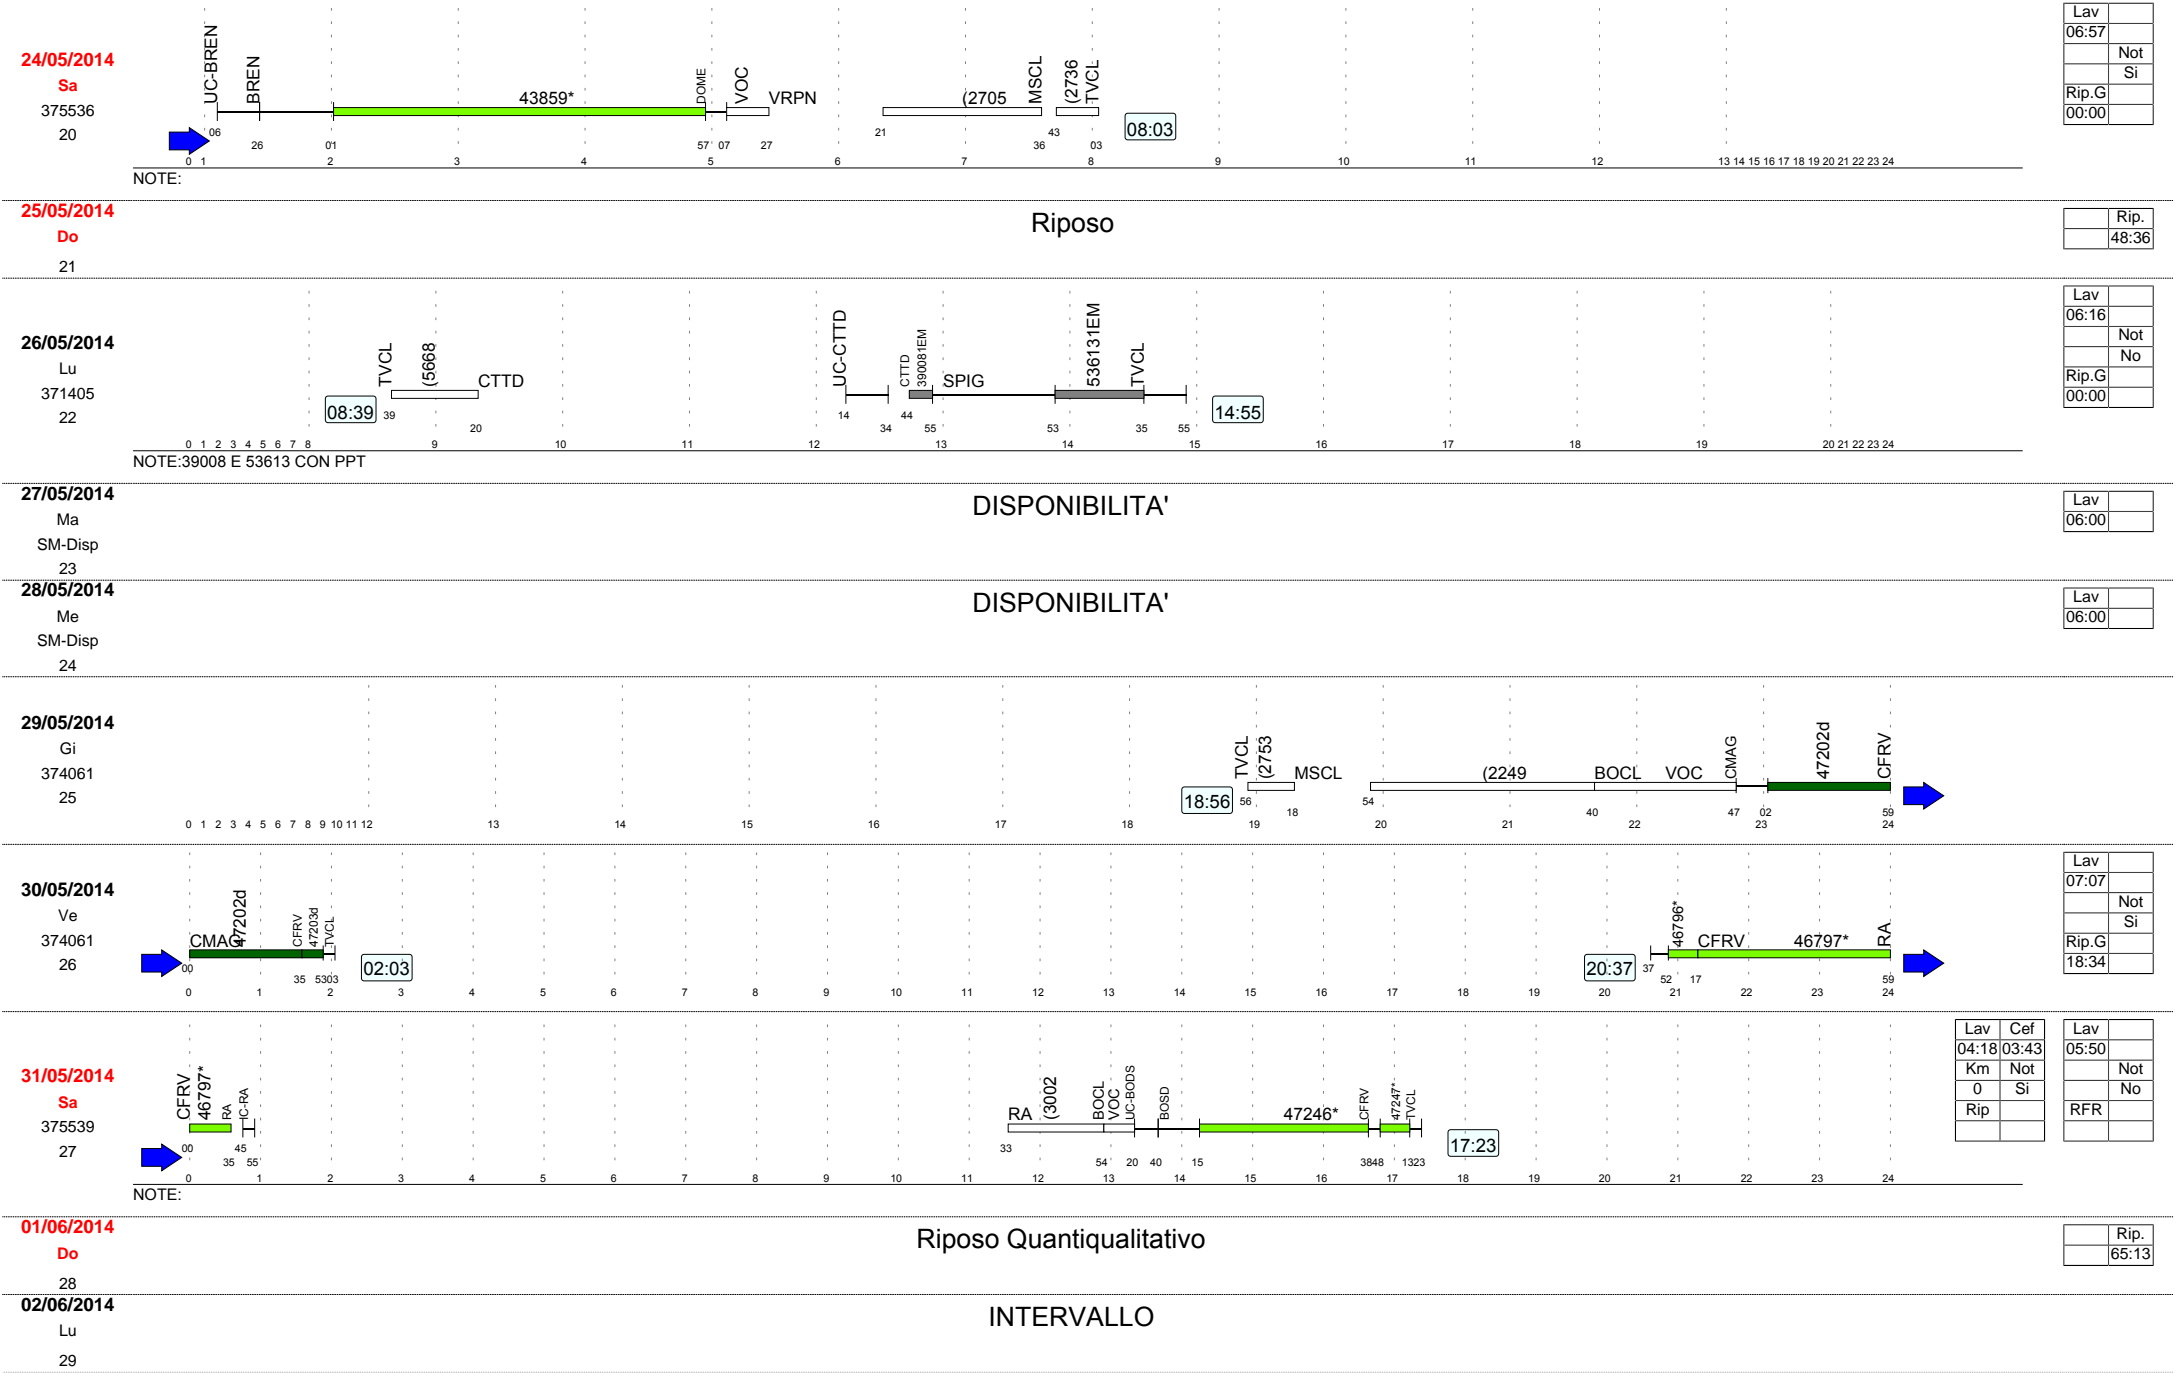 24/05/2014
Sa
375536
20
UC-BREN
BREN
43859*
DOME
VOC
VRPN
(2705
MSCL
(2736
TVCL
08:03
06
26
01
57
07
27
21
36
43
03
0 1 2 3 4 5 6 7 8 9 10 11 12 13 14 15 16 17 18 19 20 21 22 23 24
NOTE:
Lav
06:57
Not
Si
Rip.G
00:00
25/05/2014
Do
21
Riposo
Rip.
48:36
26/05/2014
Lu
371405
22
08:39
TVCL
(5668
CTTD
UC-CTTD
CTTD
390081EM
SPIG
536131EM
TVCL
14:55
39
20
14
34
44
55
53
35
55
0 1 2 3 4 5 6 7 8 9 10 11 12 13 14 15 16 17 18 19 20 21 22 23 24
NOTE:39008 E 53613 CON PPT
Lav
06:16
Not
No
Rip.G
00:00
27/05/2014
Ma
SM-Disp
23
DISPONIBILITA'
Lav
06:00
28/05/2014
Me
SM-Disp
24
DISPONIBILITA'
Lav
06:00
29/05/2014
Gi
374061
25
18:56
TVCL
(2753
MSCL
(2249
BOCL
VOC
CMAG
47202d
CFRV
56
18
54
40
47
02
59
0 1 2 3 4 5 6 7 8 9 10 11 12 13 14 15 16 17 18 19 20 21 22 23 24
30/05/2014
Ve
374061
26
CMAG
47202d
CFRV
47203d
TVCL
02:03
20:37
46796*
CFRV
46797*
RA
00
35
53
03
37
52
17
59
0 1 2 3 4 5 6 7 8 9 10 11 12 13 14 15 16 17 18 19 20 21 22 23 24
Lav
07:07
Not
Si
Rip.G
18:34
31/05/2014
Sa
375539
27
CFRV
46797*
RA
IC-RA
RA
(3002
BOCL
VOC
UC-BODS
BOSD
47246*
CFRV
47247*
TVCL
17:23
00
35
45
55
33
54
20
40
15
38
48
13
23
0 1 2 3 4 5 6 7 8 9 10 11 12 13 14 15 16 17 18 19 20 21 22 23 24
NOTE:
Lav Cef
04:18 03:43
Km Not
0 Si
Rip
Lav
05:50
Not
No
RFR
01/06/2014
Do
28
Riposo Quantiqualitativo
Rip.
65:13
02/06/2014
Lu
29
INTERVALLO